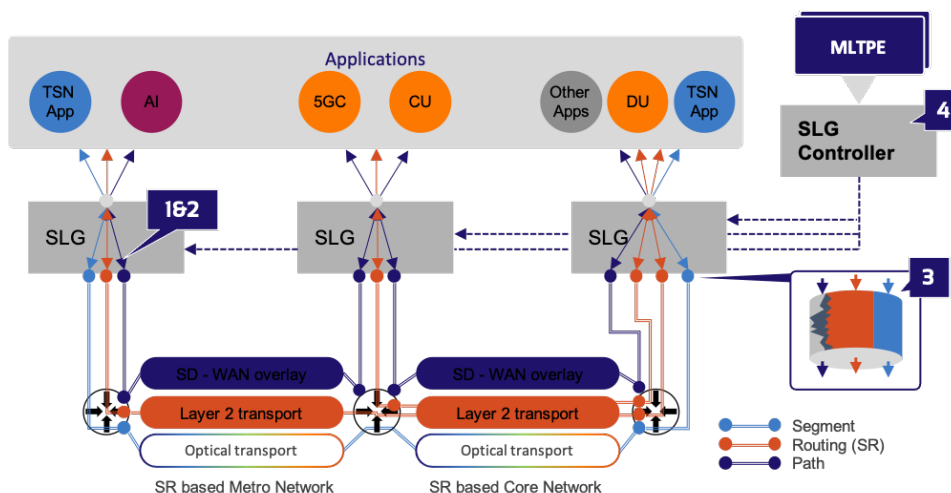 Applications
MLTPE
TSN
App
AI
5GC
CU
Other
Apps
DU
TSN
App
4
SLG
Controller
1&2
SLG
SLG
SLG
3
SD - WAN overlay
SD - WAN overlay
Layer 2 transport
Layer 2 transport
Optical transport
Optical transport
Segment
Routing (SR)
Path
SR based Metro Network
SR based Core Network